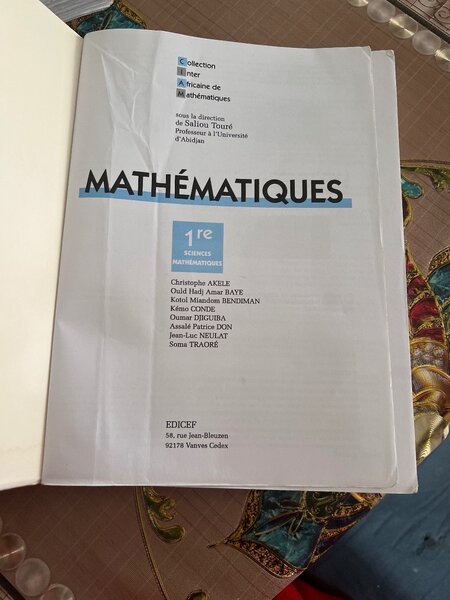 Collection
Inter
Africaine de
Mathématiques
sous la direction
de Saliou Touré
Professeur à l'Université
d'Abidjan
MATHÉMATIQUES
1re
SCIENCES
MATHÉMATIQUES
Christophe AKELE
Ould Hadj Amar BAYE
Kotol Miandom BENDIMAN
Kémo CONDE
Oumar DJIGUIBA
Assalé Patrice DON
Jean-Luc NEULAT
Soma TRAORÉ
EDICEF
58, rue Jean-Bleuzen
92178 Vanves Cedex